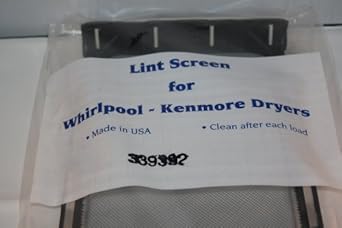 Lint Screen
for
Whirlpool - Kenmore Dryers
• Made in USA • Clean after each load
339392